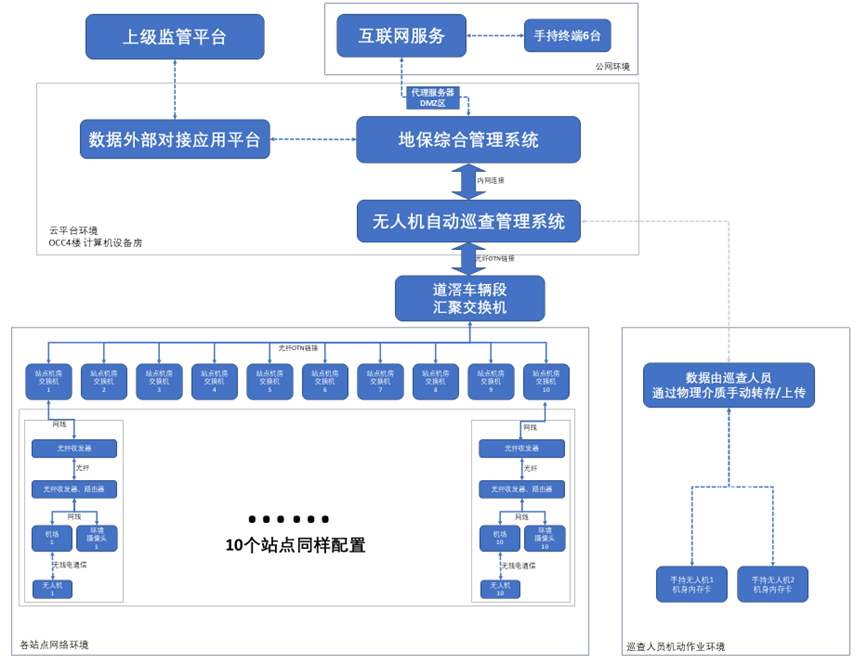 上级监管平台
互联网服务
手持终端6台
公网环境
代理服务器
DMZ区
数据外部对接应用平台
地保综合管理系统
内网连接
无人机自动巡查管理系统
云平台环境
OCC4楼 计算机设备房
光纤OTN链接
道滘车辆段
汇聚交换机
光纤OTN链接
站点机房
交换机
1
站点机房
交换机
2
站点机房
交换机
3
站点机房
交换机
4
站点机房
交换机
5
站点机房
交换机
6
站点机房
交换机
7
站点机房
交换机
8
站点机房
交换机
9
站点机房
交换机
10
网线
光纤收发器
光纤
光纤收发器、路由器
网线
机场
1
环境
摄像头
1
无线电通信
无人机
1
......
10个站点同样配置
网线
光纤收发器
光纤
光纤收发器、路由器
网线
机场
10
环境
摄像头
10
无线电通信
无人机
10
各站点网络环境
数据由巡查人员
通过物理介质手动转存/上传
手持无人机1
机身内存卡
手持无人机2
机身内存卡
巡查人员机动作业环境